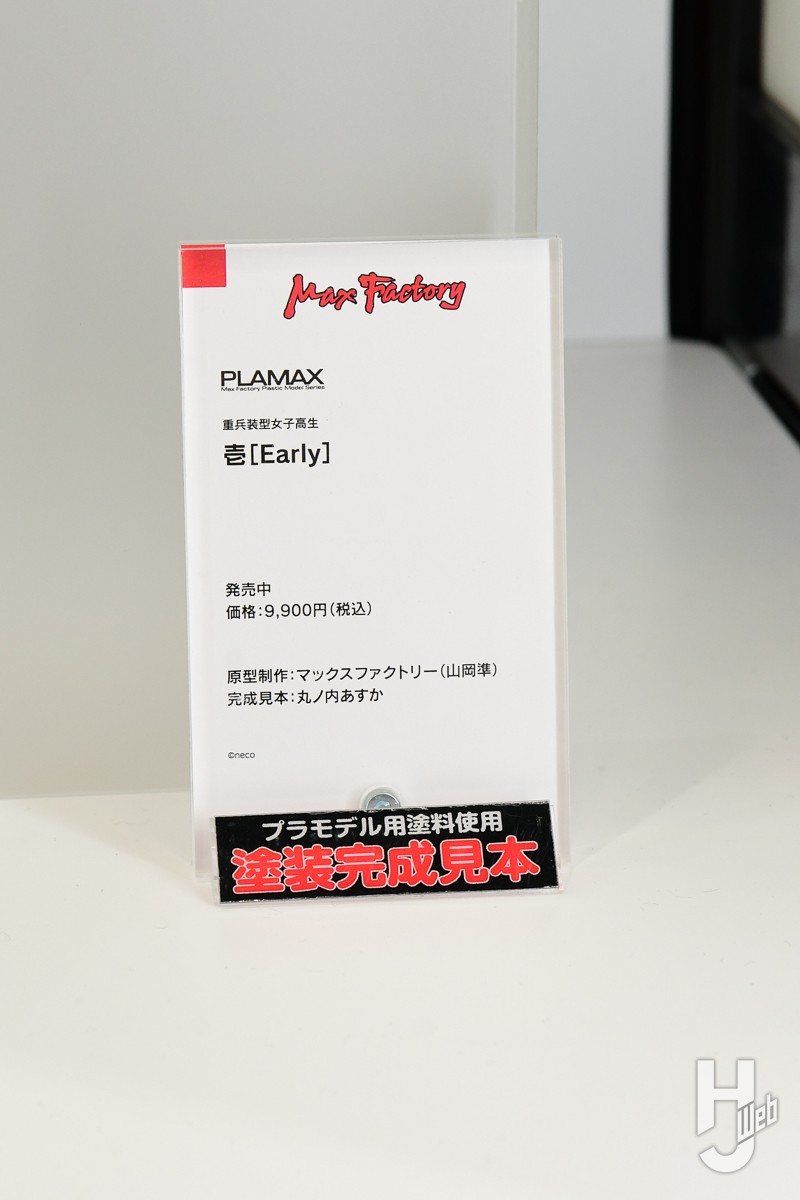 Max Factory
PLAMAX
Max Factory Plastic Model Series
重兵装型女子高生
壱[Early]
発売中
価格：9,900円（税込）
原型制作：マックスファクトリー（山岡準）
完成見本：丸ノ内あすか
©neco
プラモデル用塗料使用
塗装完成見本
HJ Web